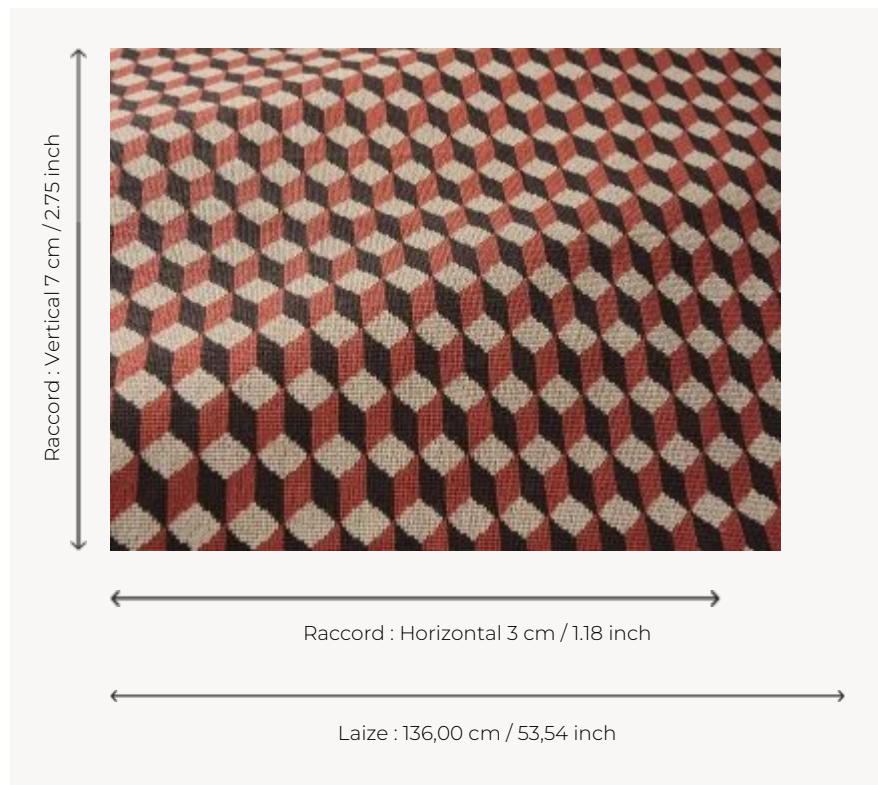 Raccord : Vertical 7 cm / 2.75 inch
Raccord : Horizontal 3 cm / 1.18 inch
Laize : 136,00 cm / 53,54 inch